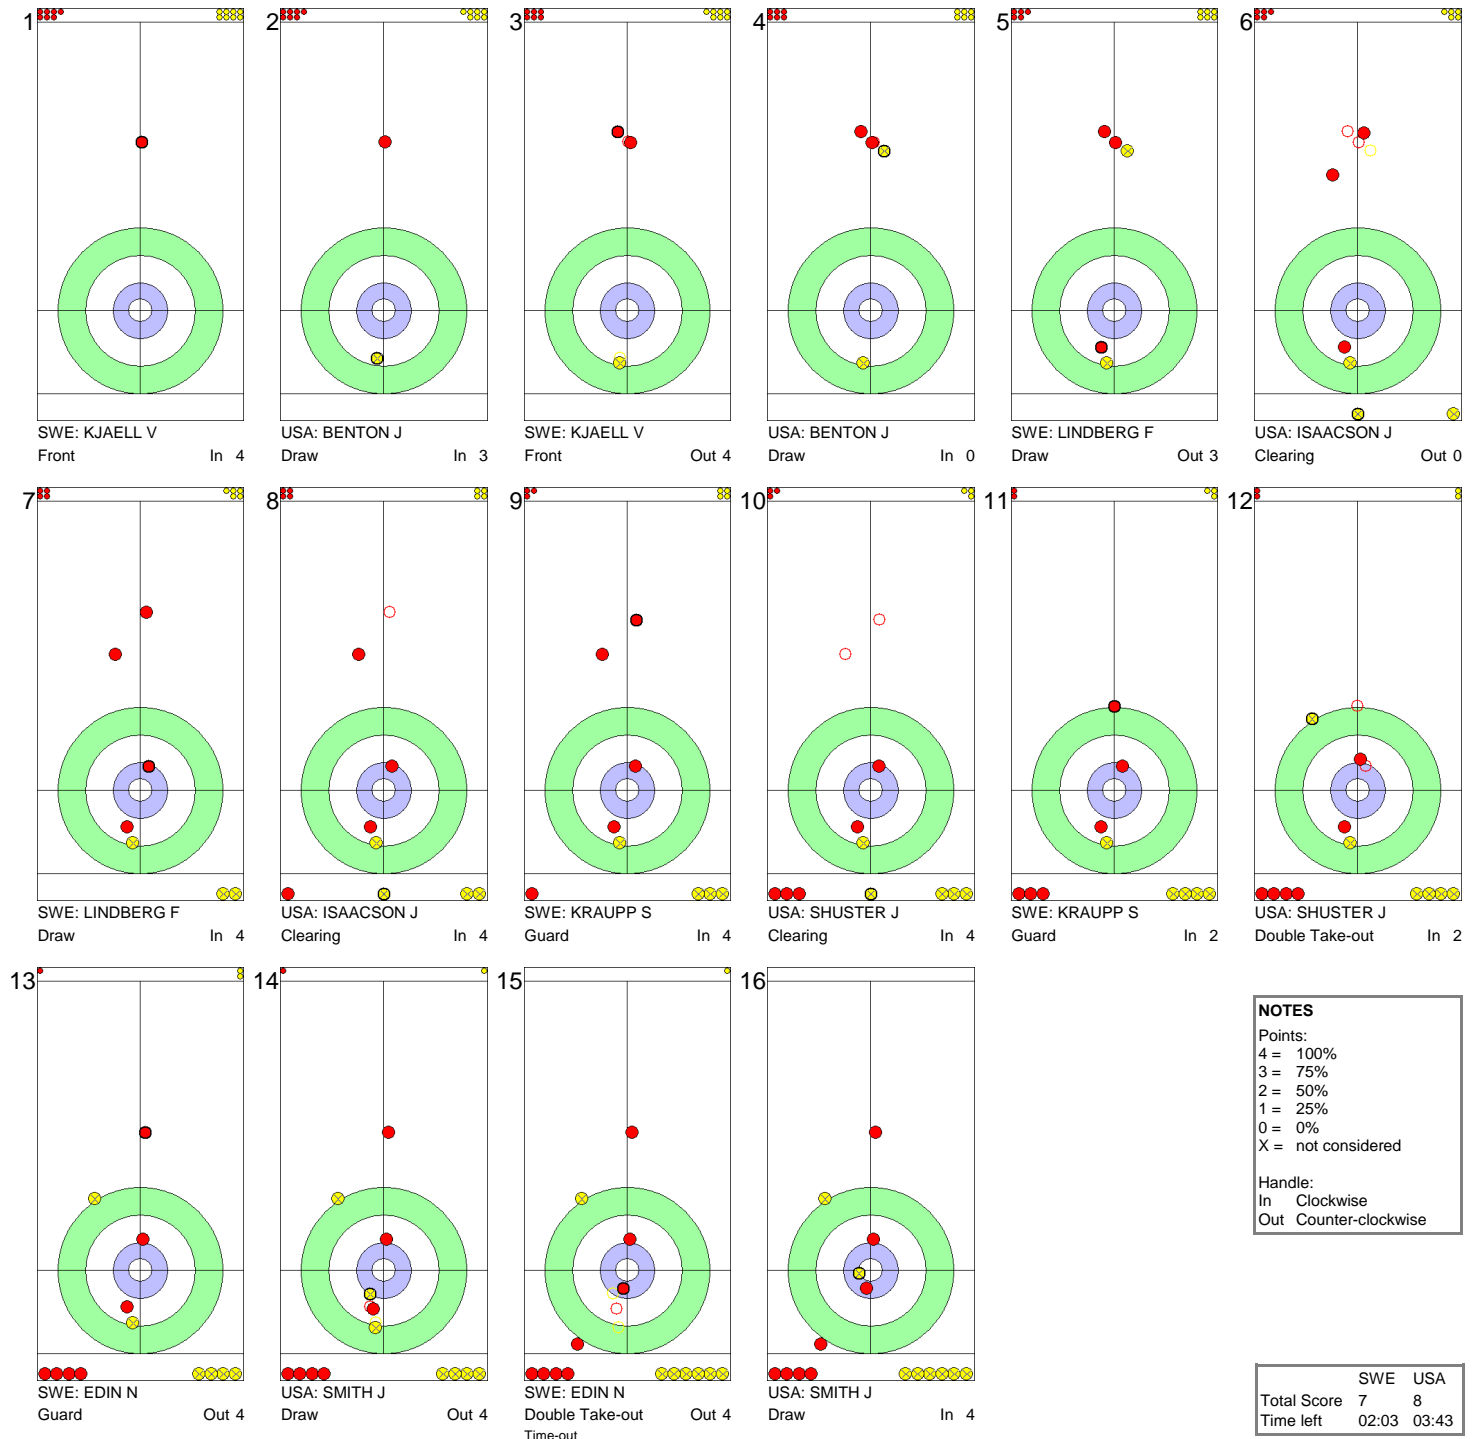 1
SWE: KJAELL V
Front In 4
2
USA: BENTON J
Draw In 3
3
SWE: KJAELL V
Front Out 4
4
USA: BENTON J
Draw In 0
5
SWE: LINDBERG F
Draw Out 3
6
USA: ISAACSON J
Clearing Out 0
7
SWE: LINDBERG F
Draw In 4
8
USA: ISAACSON J
Clearing In 4
9
SWE: KRAUPP S
Guard In 4
10
USA: SHUSTER J
Clearing In 4
11
SWE: KRAUPP S
Guard In 2
12
USA: SHUSTER J
Double Take-out In 2
13
SWE: EDIN N
Guard Out 4
14
USA: SMITH J
Draw Out 4
15
SWE: EDIN N
Double Take-out Out 4
Time-out
16
USA: SMITH J
Draw In 4
NOTES
Points:
4 = 100%
3 = 75%
2 = 50%
1 = 25%
0 = 0%
X = not considered
Handle:
In Clockwise
Out Counter-clockwise
SWE USA
Total Score 7 8
Time left 02:03 03:43